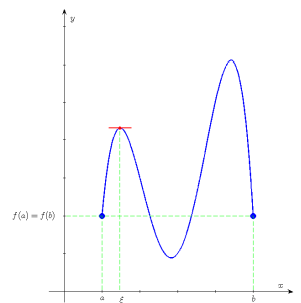 y
f(a) = f(b)
x
a ξ b